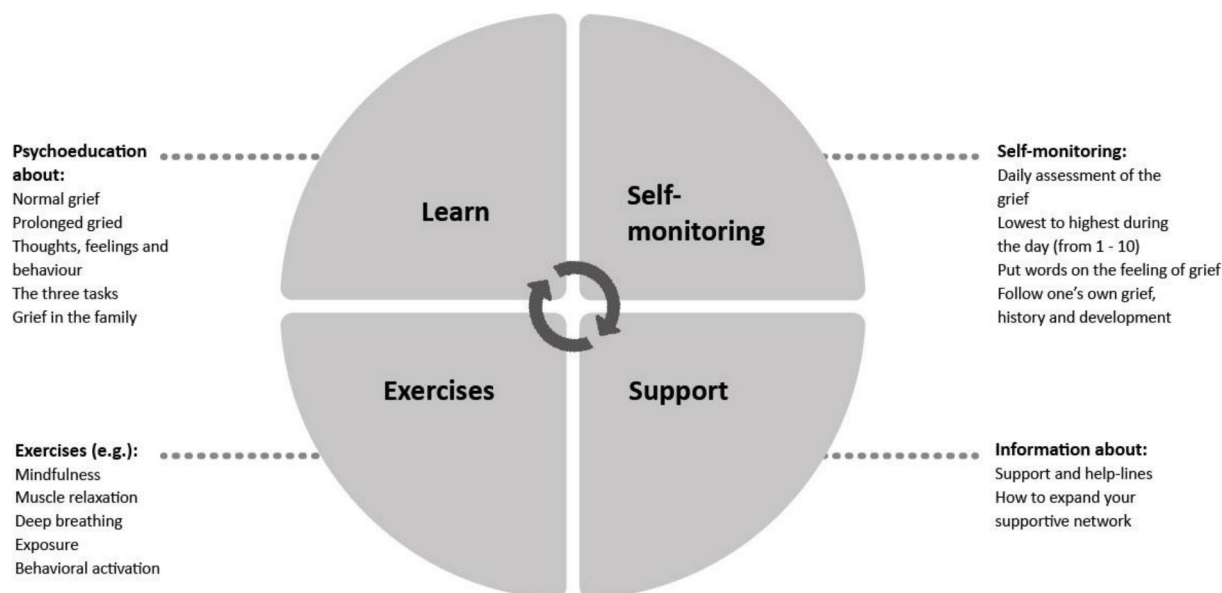 Psychoeducation
about:
Normal grief
Prolonged gried
Thoughts, feelings and
behaviour
The three tasks
Grief in the family
Learn
Self-
monitoring
Self-monitoring:
Daily assessment of the
grief
Lowest to highest during
the day (from 1 - 10)
Put words on the feeling of grief
Follow one's own grief,
history and development
Exercises (e.g.):
Mindfulness
Muscle relaxation
Deep breathing
Exposure
Behavioral activation
Exercises
Support
Information about:
Support and help-lines
How to expand your
supportive network